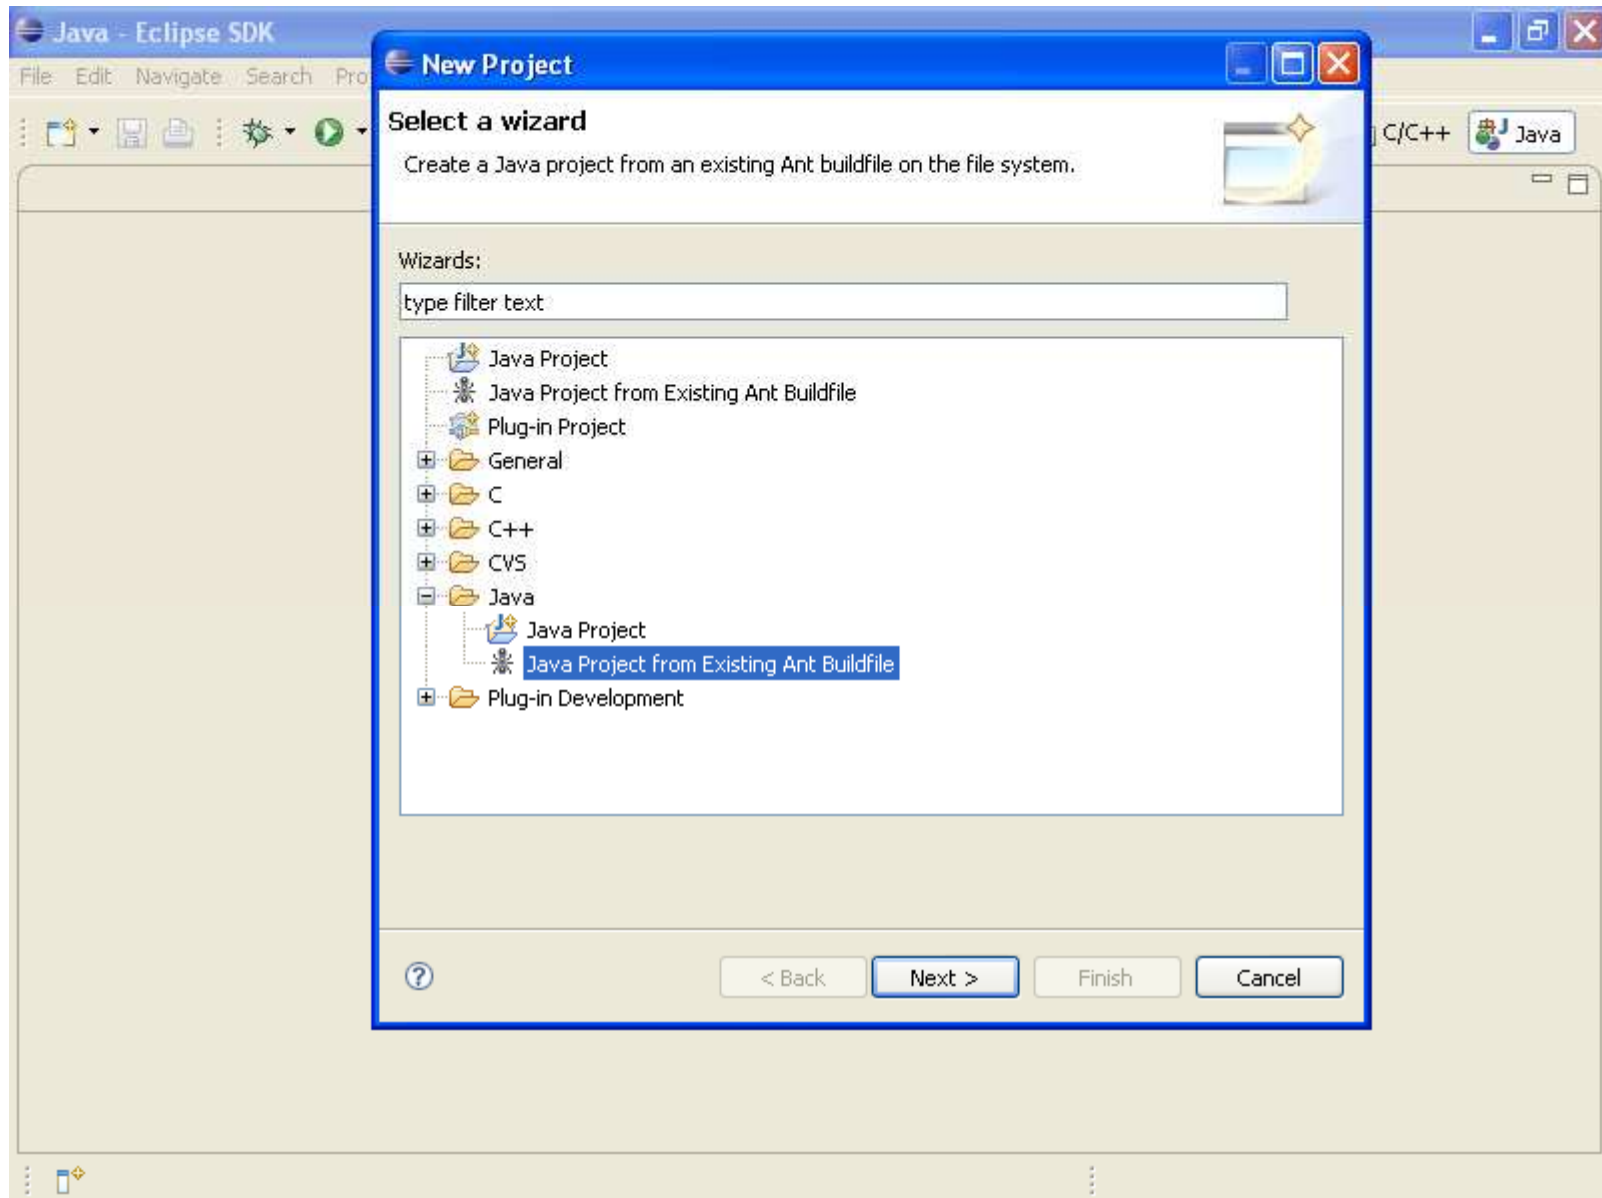 Java - Eclipse SDK
File Edit Navigate Search Pro
New Project
Select a wizard
Create a Java project from an existing Ant buildfile on the file system.
C/C++ Java
Wizards:
type filter text
Java Project
Java Project from Existing Ant Buildfile
Plug-in Project
General
C
C++
CVS
Java
Java Project
Java Project from Existing Ant Buildfile
Plug-in Development
< Back Next > Finish Cancel